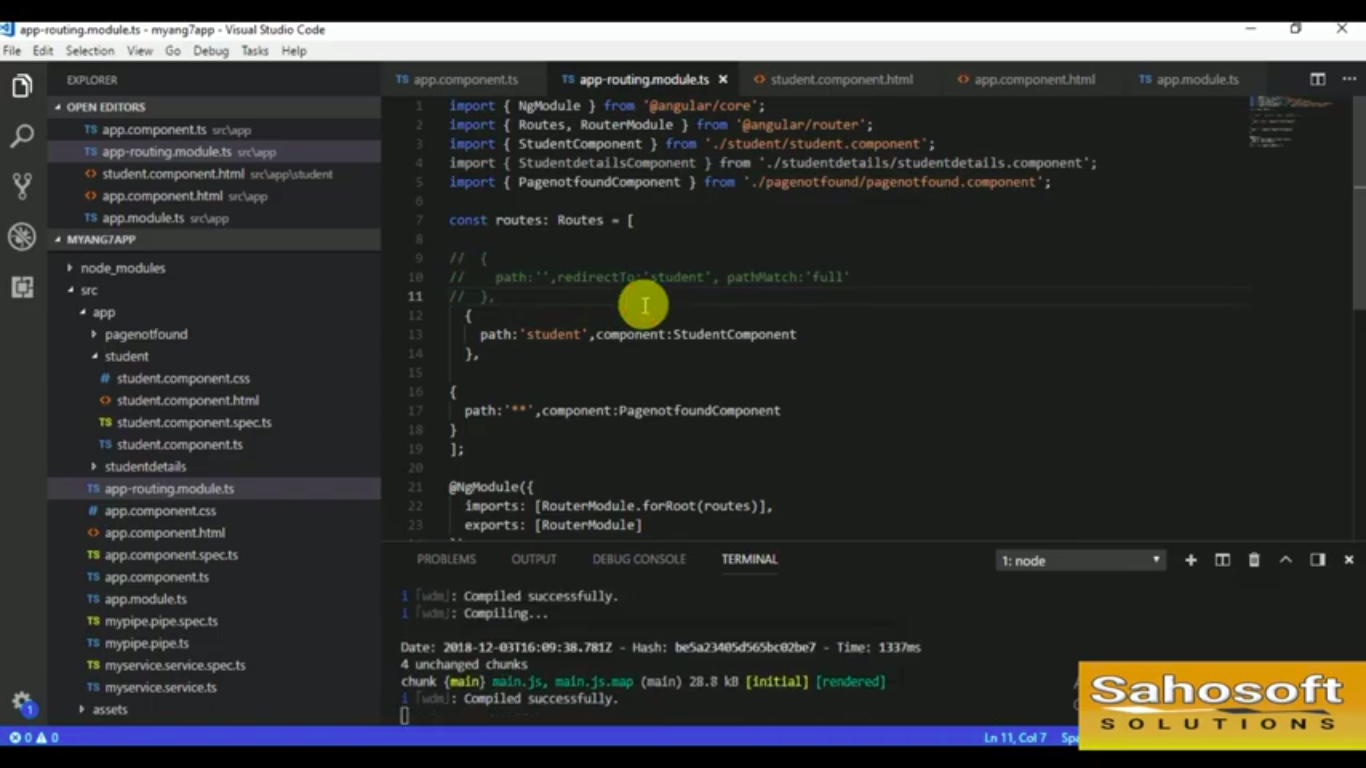 app-routing.module.ts - myang7app - Visual Studio Code
File Edit Selection View Go Debug Tasks Help
EXPLORER
OPEN EDITORS
TS app.component.ts src\app
TS app-routing.module.ts src\app
<> student.component.html src\app\student
<> app.component.html src\app
TS app.module.ts src\app
MYANG7APP
node_modules
src
app
pagenotfound
student
# student.component.css
<> student.component.html
TS student.component.spec.ts
TS student.component.ts
studentdetails
TS app-routing.module.ts
# app.component.css
<> app.component.html
TS app.component.spec.ts
TS app.component.ts
TS app.module.ts
TS mypipe.pipe.spec.ts
TS mypipe.pipe.ts
TS myservice.service.spec.ts
TS myservice.service.ts
assets
1
TS app.component.ts TS app-routing.module.ts <> student.component.html <> app.component.html TS app.module.ts
1 import { NgModule } from '@angular/core';
2 import { Routes, RouterModule } from '@angular/router';
3 import { StudentComponent } from './student/student.component';
4 import { StudentdetailsComponent } from './studentdetails/studentdetails.component';
5 import { PagenotfoundComponent } from './pagenotfound/pagenotfound.component';
6
7 const routes: Routes = [
8
9 // {
10 // path:'',redirectTo:'student', pathMatch:'full'
11 // },
12 {
13 path:'student',component:StudentComponent
14 },
15
16 {
17 path:'**',component:PagenotfoundComponent
18 }
19 ];
20
21 @NgModule({
22 imports: [RouterModule.forRoot(routes)],
23 exports: [RouterModule]
PROBLEMS OUTPUT DEBUG CONSOLE TERMINAL 1: node
i ｢wdm｣: Compiled successfully.
i ｢wdm｣: Compiling...
Date: 2018-12-03T16:09:38.781Z - Hash: be5a23405d565bc02be7 - Time: 1337ms
4 unchanged chunks
chunk {main} main.js, main.js.map (main) 28.8 kB [initial] [rendered]
i ｢wdm｣: Compiled successfully.
0 0 Ln 11, Col 7
Sahosoft
SOLUTIONS